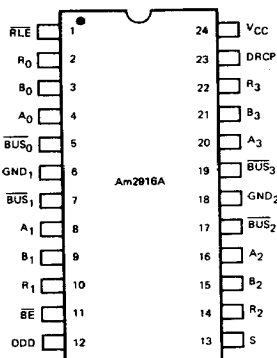 RLE 1 24 VCC
R0 2 23 DRCP
B0 3 22 R3
A0 4 21 B3
BUS0 5 20 A3
GND1 6 19 BUS3
Am2916A
BUS1 7 18 GND2
A1 8 17 BUS2
B1 9 16 A2
R1 10 15 B2
BE 11 14 R2
ODD 12 13 S